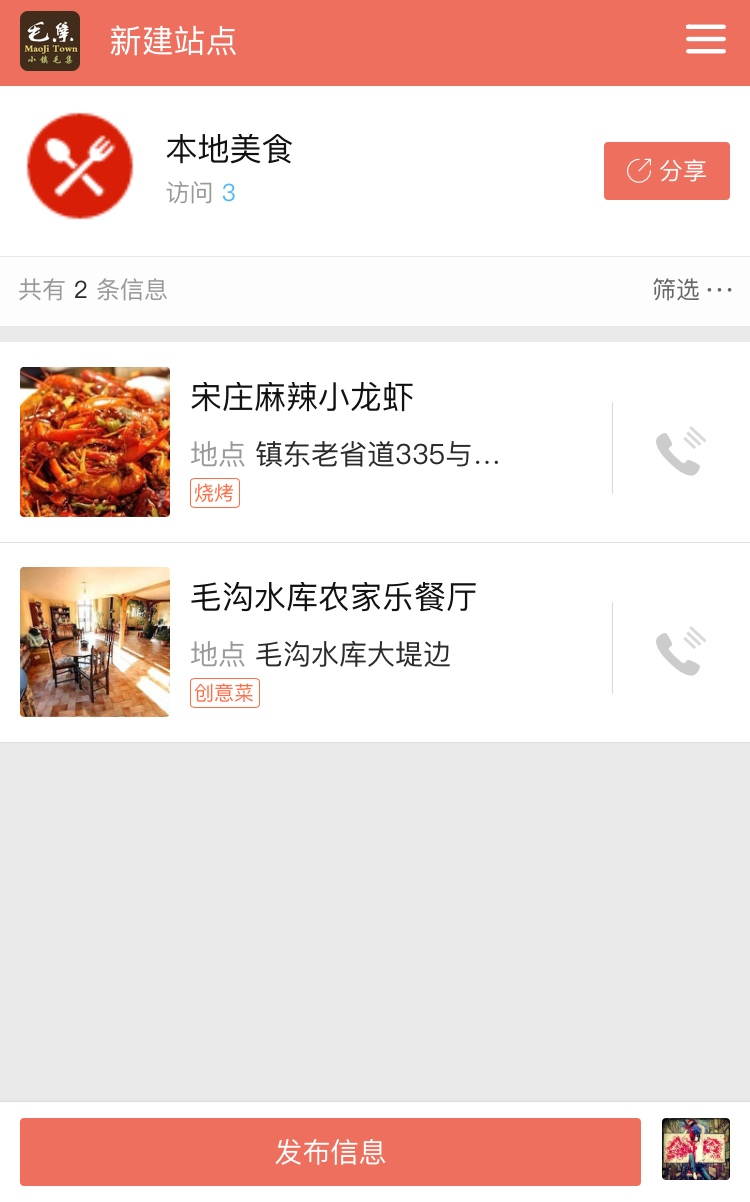 毛集
MaoJi Town
小镇毛集
新建站点
本地美食
访问 3
分享
共有 2 条信息
筛选 ···
宋庄麻辣小龙虾
地点 镇东老省道335与...
烧烤
毛沟水库农家乐餐厅
地点 毛沟水库大堤边
创意菜
发布信息